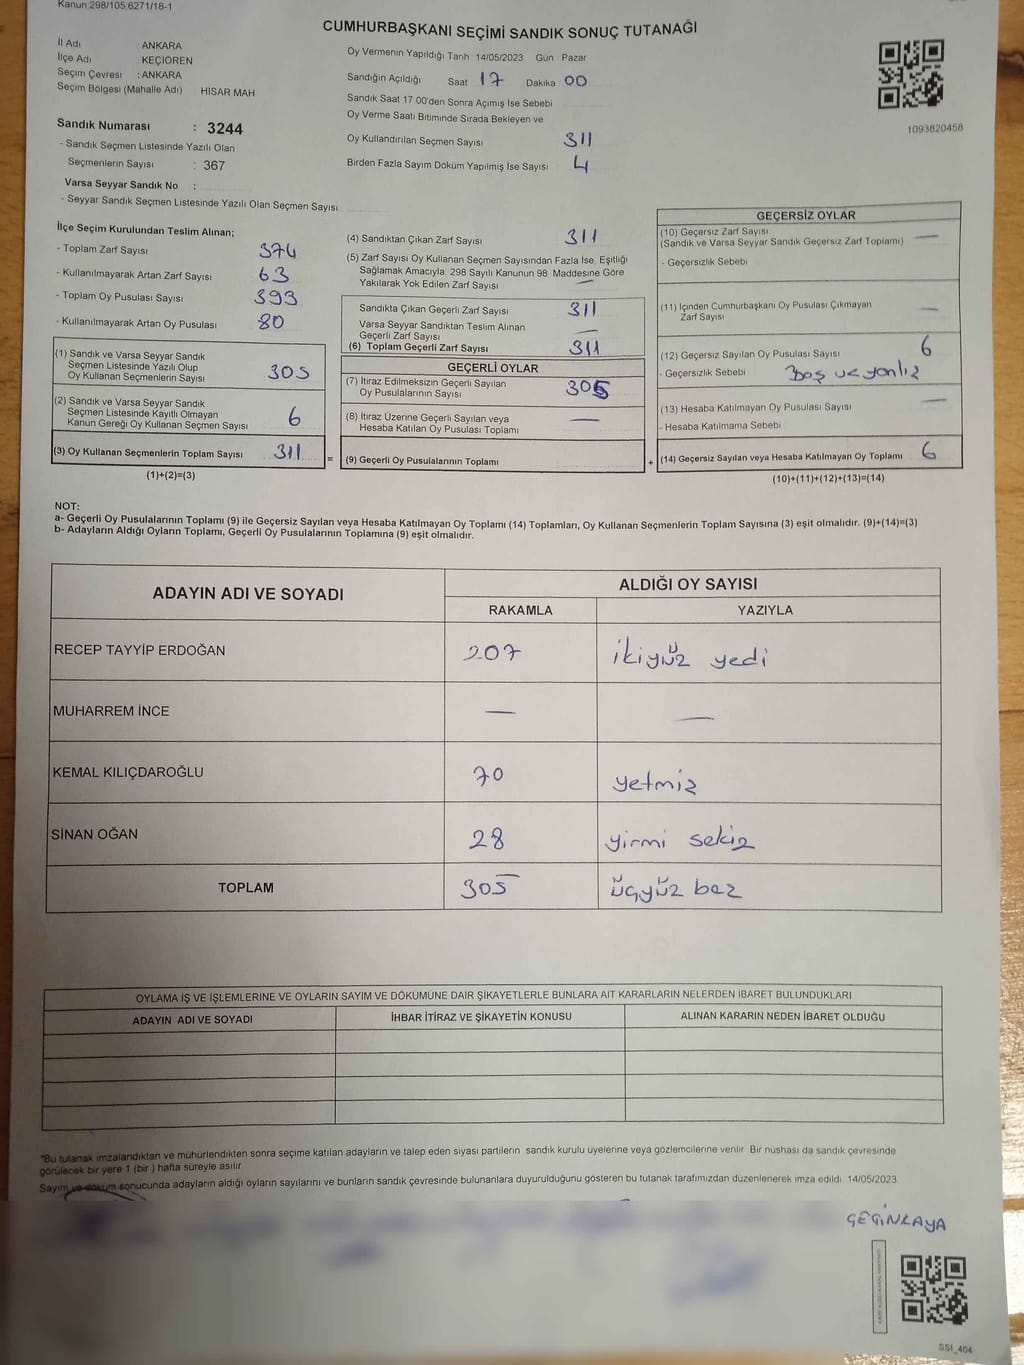 Kanun:298/105;6271/18-1
CUMHURBAŞKANI SEÇİMİ SANDIK SONUÇ TUTANAĞI
İl Adı : ANKARA
İlçe Adı KEÇİÖREN
Seçim Çevresi : ANKARA
Seçim Bölgesi (Mahalle Adı) HİSAR MAH
Sandık Numarası : 3244
- Sandık Seçmen Listesinde Yazılı Olan
Seçmenlerin Sayısı : 367
Varsa Seyyar Sandık No :
- Seyyar Sandık Seçmen Listesinde Yazılı Olan Seçmen Sayısı
Oy Vermenin Yapıldığı Tarih 14/05/2023 Gün : Pazar
Sandığın Açıldığı Saat 17 Dakika 00
Sandık Saat 17 00'den Sonra Açımış İse Sebebi
Oy Verme Saati Bitiminde Sırada Bekleyen ve
Oy Kullandırılan Seçmen Sayısı 311
Birden Fazla Sayım Döküm Yapılmış İse Sayısı 4
1093820458
İlçe Seçim Kurulundan Teslim Alınan;
- Toplam Zarf Sayısı 374
- Kullanılmayarak Artan Zarf Sayısı 63
- Toplam Oy Pusulası Sayısı 393
- Kullanılmayarak Artan Oy Pusulası 80
(1) Sandık ve Varsa Seyyar Sandık
Seçmen Listesinde Yazılı Olup
Oy Kullanan Seçmenlerin Sayısı 305
(2) Sandık ve Varsa Seyyar Sandık
Seçmen Listesinde Kayıtlı Olmayan
Kanun Gereği Oy Kullanan Seçmen Sayısı 6
(3) Oy Kullanan Seçmenlerin Toplam Sayısı 311 =
(1)+(2)=(3)
(4) Sandıktan Çıkan Zarf Sayısı 311
(5) Zarf Sayısı Oy Kullanan Seçmen Sayısından Fazla İse, Eşitliği
Sağlamak Amacıyla, 298 Sayılı Kanunun 98. Maddesine Göre
Yakılarak Yok Edilen Zarf Sayısı —
Sandıkta Çıkan Geçerli Zarf Sayısı 311
Varsa Seyyar Sandıktan Teslim Alınan
Geçerli Zarf Sayısı —
(6) Toplam Geçerli Zarf Sayısı 311
GEÇERLİ OYLAR
(7) İtiraz Edilmeksizin Geçerli Sayılan
Oy Pusulasının Sayısı 305
(8) İtiraz Üzerine Geçerli Sayılan veya
Hesaba Katılan Oy Pusulası Toplamı —
(9) Geçerli Oy Pusulalarının Toplamı +
GEÇERSİZ OYLAR
(10) Geçersiz Zarf Sayısı
(Sandık ve Varsa Seyyar Sandık Geçersiz Zarf Toplamı) —
- Geçersizlik Sebebi
(11) İçinden Cumhurbaşkanı Oy Pusulası Çıkmayan
Zarf Sayısı —
(12) Geçersiz Sayılan Oy Pusulası Sayısı 6
- Geçersizlik Sebebi Boş ve yanlız
(13) Hesaba Katılmayan Oy Pusulası Sayısı —
- Hesaba Katılmama Sebebi
(14) Geçersiz Sayılan veya Hesaba Katılmayan Oy Toplamı 6
(10)+(11)+(12)+(13)=(14)
NOT:
a- Geçerli Oy Pusulalarının Toplamı (9) ile Geçersiz Sayılan veya Hesaba Katılmayan Oy Toplamı (14) Toplamları, Oy Kullanan Seçmenlerin Toplam Sayısına (3) eşit olmalıdır. (9)+(14)=(3)
b- Adayların Aldığı Oyların Toplamı, Geçerli Oy Pusulalarının Toplamına (9) eşit olmalıdır.
ADAYIN ADI VE SOYADI ALDIĞI OY SAYISI
RAKAMLA YAZIYLA
RECEP TAYYİP ERDOĞAN 207 ikiyüz yedi
MUHARREM İNCE — —
KEMAL KILIÇDAROĞLU 70 yetmiz
SİNAN OĞAN 28 yirmi sekiz
TOPLAM 305 üçyüz bez
OYLAMA İŞ VE İŞLEMLERİNE VE OYLARIN SAYIM VE DÖKÜMÜNE DAİR ŞİKAYETLERLE BUNLARA AİT KARARLARIN NELERDEN İBARET BULUNDUKLARI
ADAYIN ADI VE SOYADI İHBAR İTİRAZ VE ŞİKAYETİN KONUSU ALINAN KARARIN NEDEN İBARET OLDUĞU
*Bu tutanak imzalandıktan ve mühürlendikten sonra seçime katılan adayların ve talep eden siyasi partilerin sandık kurulu üyelerine veya gözlemcilerine verilir. Bir nushası da sandık çevresinde
görülecek bir yere 1 (bir ) hafta süreyle asılır
Sayım ve döküm sonucunda adayların aldığı oyların sayılarını ve bunların sandık çevresinde bulunanlara duyurulduğunu gösteren bu tutanak tarafımızdan düzenlenerek imza edildi 14/05/2023
SSİ_404